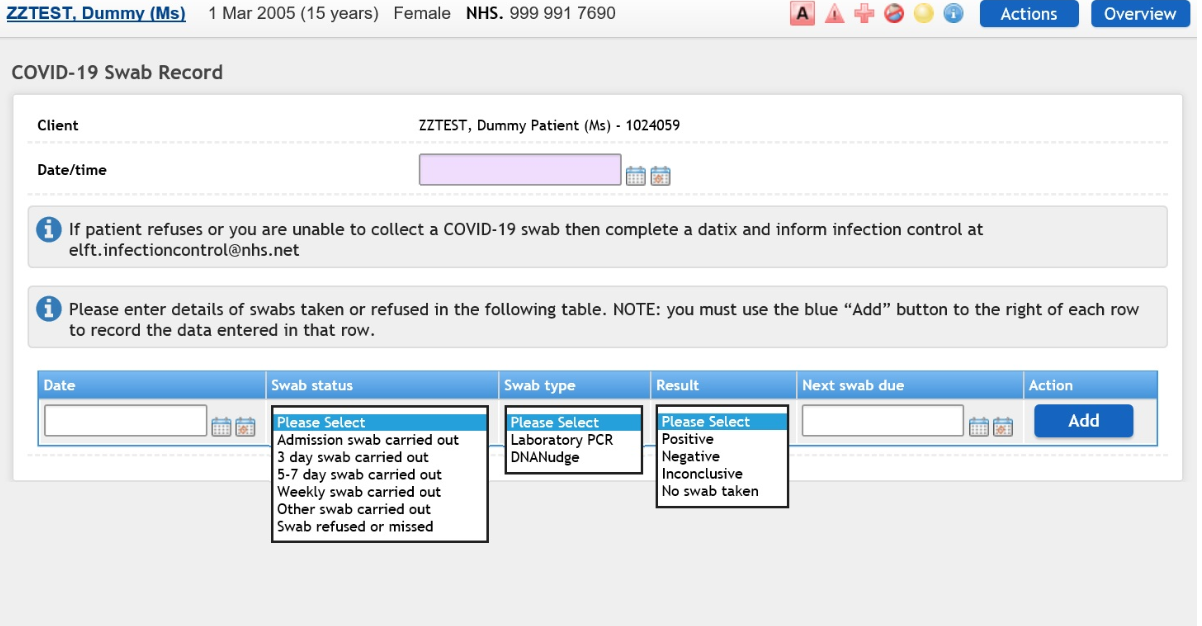 ZZTEST, Dummy (Ms) 1 Mar 2005 (15 years) Female NHS. 999 991 7690 A Actions Overview
COVID-19 Swab Record
Client ZZTEST, Dummy Patient (Ms) - 1024059
Date/time
If patient refuses or you are unable to collect a COVID-19 swab then complete a datix and inform infection control at
elft.infectioncontrol@nhs.net
Please enter details of swabs taken or refused in the following table. NOTE: you must use the blue “Add” button to the right of each row
to record the data entered in that row.
Date Swab status Swab type Result Next swab due Action
Please Select Please Select Please Select Add
Admission swab carried out Laboratory PCR Positive
3 day swab carried out DNANudge Negative
5-7 day swab carried out Inconclusive
Weekly swab carried out No swab taken
Other swab carried out
Swab refused or missed